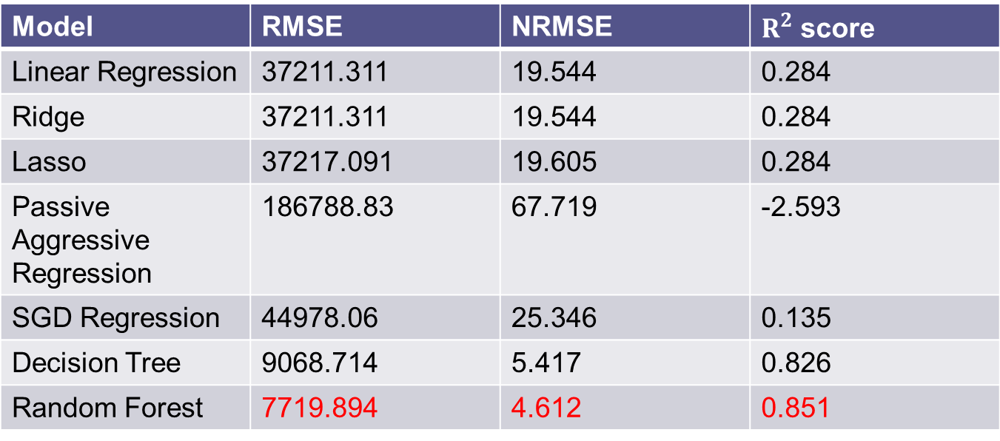 Model RMSE NRMSE R² score
Linear Regression 37211.311 19.544 0.284
Ridge 37211.311 19.544 0.284
Lasso 37217.091 19.605 0.284
Passive 186788.83 67.719 -2.593
Aggressive
Regression
SGD Regression 44978.06 25.346 0.135
Decision Tree 9068.714 5.417 0.826
Random Forest 7719.894 4.612 0.851